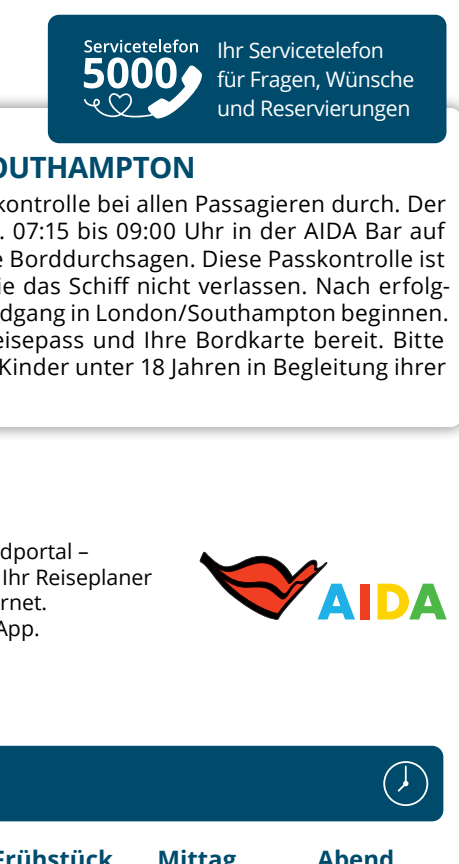 Servicetelefon
5000
Ihr Servicetelefon
für Fragen, Wünsche
und Reservierungen
OUTHAMPTON
kontrolle bei allen Passagieren durch. Der
. 07:15 bis 09:00 Uhr in der AIDA Bar auf
e Borddurchsagen. Diese Passkontrolle ist
ie das Schiff nicht verlassen. Nach erfolg-
dgang in London/Southampton beginnen.
eisepass und Ihre Bordkarte bereit. Bitte
Kinder unter 18 Jahren in Begleitung ihrer
dportal –
Ihr Reiseplaner
rnet.
App.
AIDA
Frühstück Mittag Abend